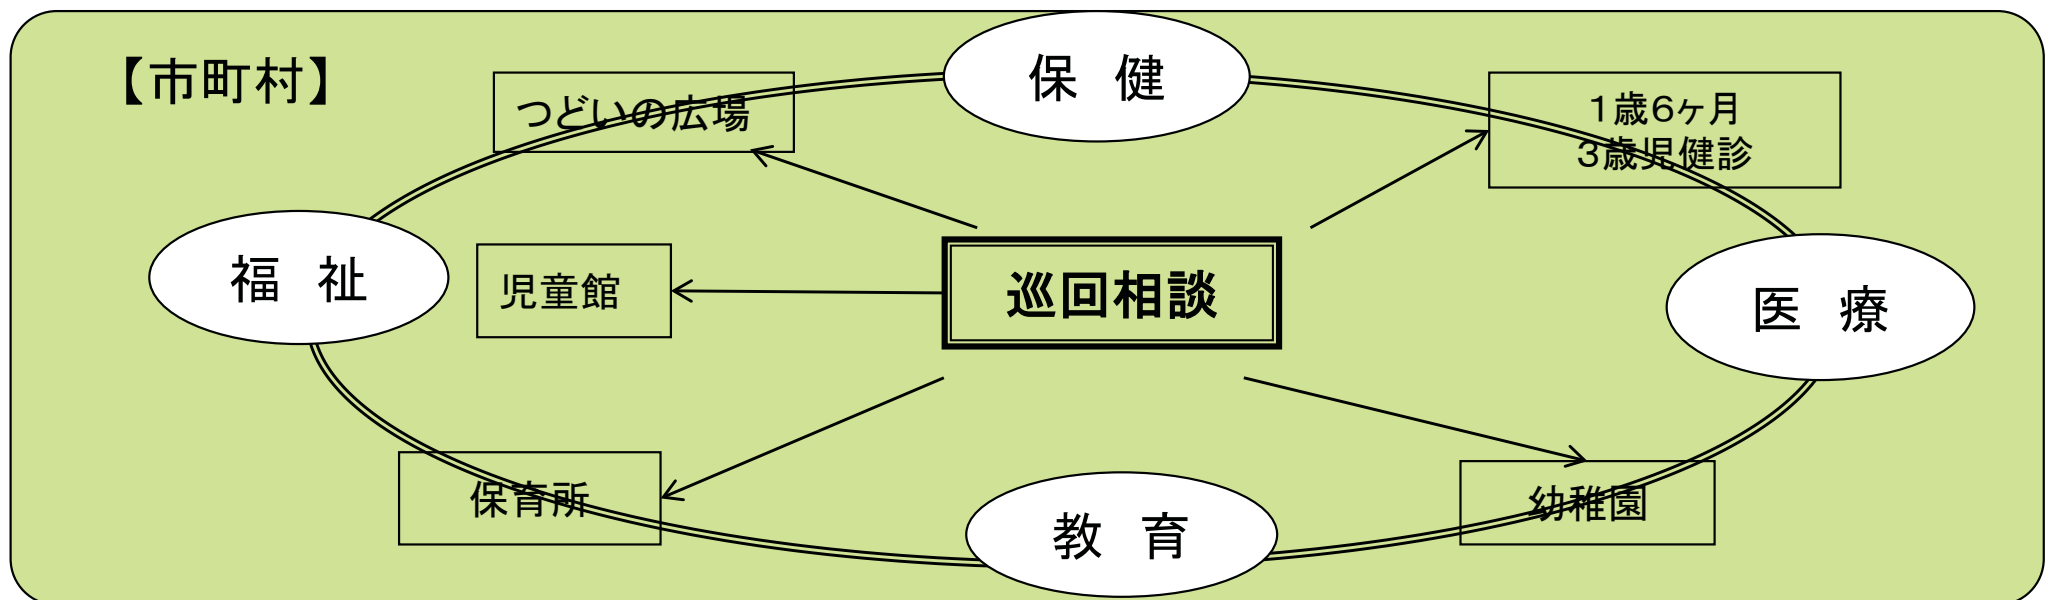 【市町村】
保　健
つどいの広場
1歳6ヶ月
3歳児健診
福　祉
児童館
巡回相談
医　療
保育所
教　育
幼稚園